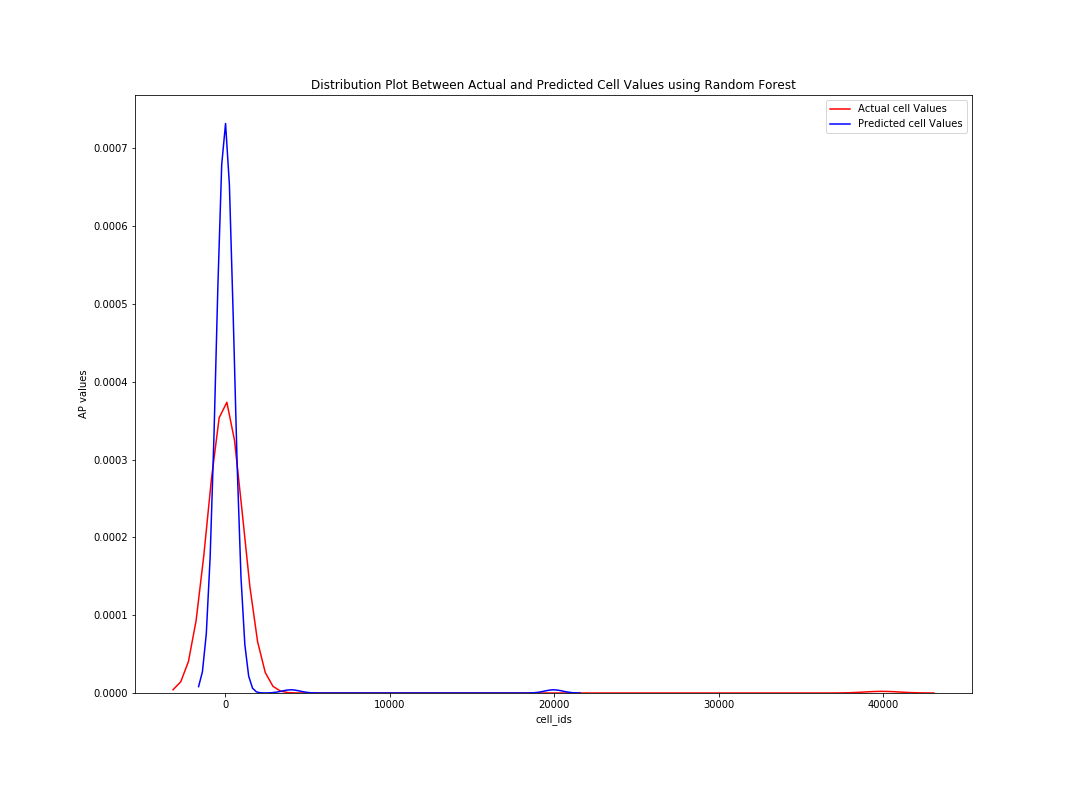 Distribution Plot Between Actual and Predicted Cell Values using Random Forest
Actual cell Values
Predicted cell Values
AP values
0.0007
0.0006
0.0005
0.0004
0.0003
0.0002
0.0001
0.0000
0
10000
20000
30000
40000
cell_ids